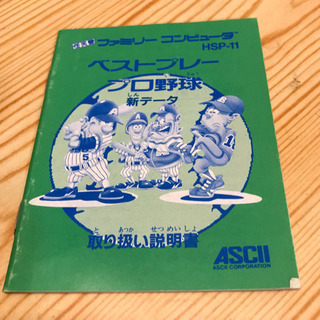 ファミリー コンピュータ™
HSP-11
ベストプレー
プロ野球
しん
新データ
と あつか せつ めい しょ
取り扱い説明書
ASCII
ASCII CORPORATION